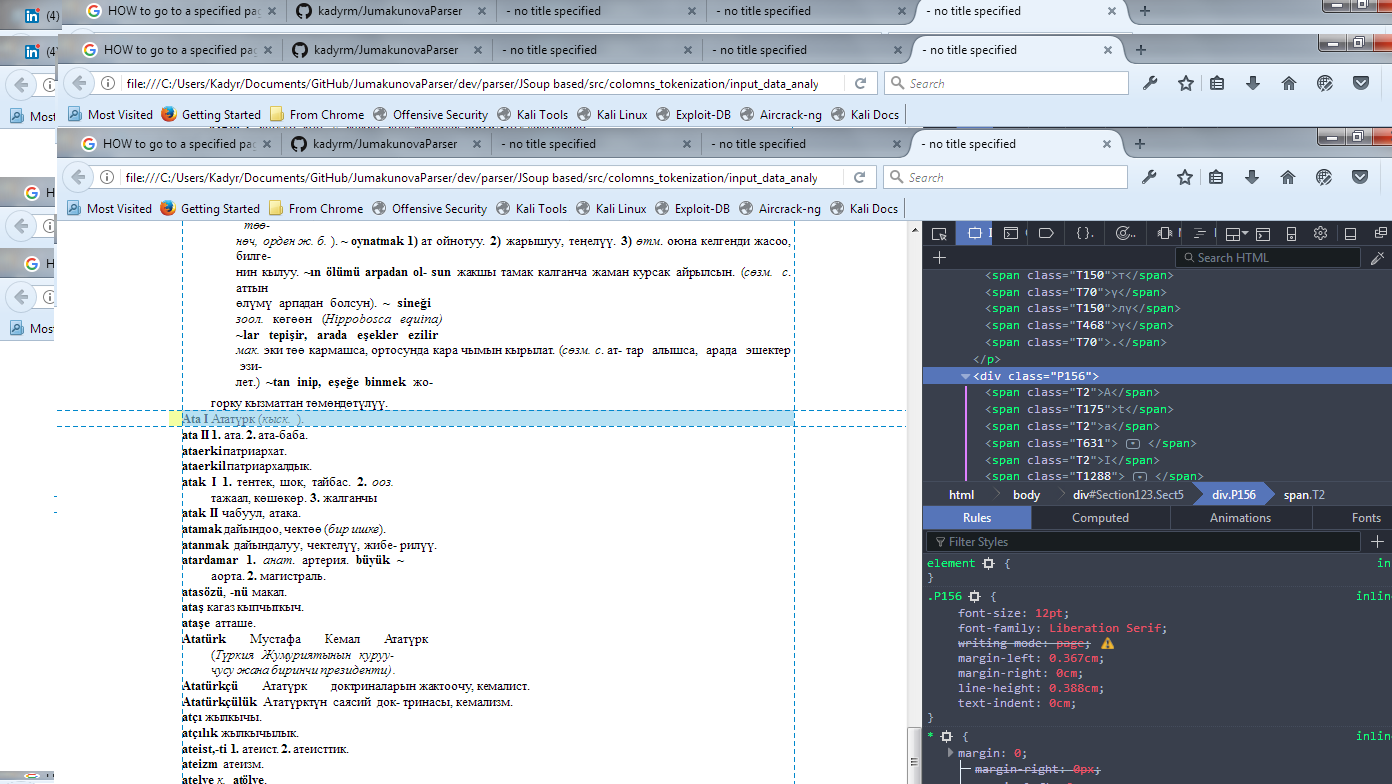 (4)
HOW to go to a specified pa
kadyrm/JumakunovaParser
- no title specified
- no title specified
- no title specified
(4)
HOW to go to a specified pag
kadyrm/JumakunovaParser
- no title specified
- no title specified
- no title specified
file:///C:/Users/Kadyr/Documents/GitHub/JumakunovaParser/dev/parser/JSoup based/src/colomns_tokenization/input_data_analy
Search
Most
Most Visited
Getting Started
From Chrome
Offensive Security
Kali Tools
Kali Linux
Exploit-DB
Aircrack-ng
Kali Docs
HOW to go to a specified pag
kadyrm/JumakunovaParser
- no title specified
- no title specified
- no title specified
file:///C:/Users/Kadyr/Documents/GitHub/JumakunovaParser/dev/parser/JSoup based/src/colomns_tokenization/input_data_analy
Search
Most Visited
Getting Started
From Chrome
Offensive Security
Kali Tools
Kali Linux
Exploit-DB
Aircrack-ng
Kali Docs
H
H
Most
төө-
нөч, орден ж. б. ). ~ oynatmak 1) ат ойнотуу. 2) жарышуу, теңелүү. 3) өтм. оюна келгенди жасоо,
билге-
нин кылуу. ~ın ölümü arpadan ol- sun жакшы тамак калганча жаман курсак айрылсын. (сөзм. с.
аттын
өлүмү арпадан болсун). ~ sineği
зоол. көгөөн (Hippobosca equina)
~lar tepişir, arada eşekler ezilir
мак. эки төө кармашса, ортосунда кара чымын кырылат. (сөзм. с. ат- тар алышса, арада эшектер
эзи-
лет.) ~tan inip, eşeğe binmek жо-
горку кызматтан төмөндөтүлүү.
Ata I Ататүрк (кыск. ).
ata II 1. ата. 2. ата-баба.
ataerki патриархат.
ataerkil патриархалдык.
atak I 1. тентек, шок, тайбас. 2. ооз.
тажаал, көшөкөр. 3. жалганчы
atak II чабуул, атака.
atamak дайындоо, чектөө (бир ишке).
atanmak дайындалуу, чектелүү, жибе- рилүү.
atardamar 1. анат. артерия. büyük ~
аорта. 2. магистраль.
atasözü, -nü макал.
ataş кагаз кыпчыткыч.
ataşe атташе.
Atatürk Мустафа Кемал Ататүрк
(Түркия Жумуриятынын куруу-
чусу жана биринчи президенти).
Atatürkçü Ататүрк доктриналарын жактоочу, кемалист.
Atatürkçülük Ататүрктүн саясий док- тринасы, кемализм.
atçı жылкычы.
atçılık жылкычылык.
ateist,-ti 1. атеист. 2. атеисттик.
ateizm атеизм.
atelye к. atölye.
Search HTML
<span class="T150">т</span>
<span class="T70">ү</span>
<span class="T150">лү</span>
<span class="T468">ү</span>
<span class="T70">.</span>
</p>
<div class="P156">
<span class="T2">A</span>
<span class="T175">t</span>
<span class="T2">a</span>
<span class="T631"> </span>
<span class="T2">I</span>
<span class="T1288"> </span>
html
body
div#Section123.Sect5
div.P156
span.T2
Rules
Computed
Animations
Fonts
Filter Styles
element {
in
}
.P156 {
inlin
font-size: 12pt;
font-family: Liberation Serif;
writing-mode: page;
margin-left: 0.367cm;
margin-right: 0cm;
line-height: 0.388cm;
text-indent: 0cm;
}
* {
inlin
margin: 0;
margin-right: 0px;